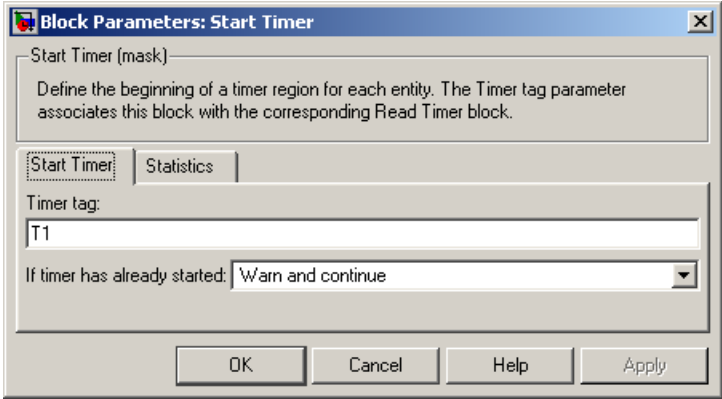 Block Parameters: Start Timer
Start Timer (mask)
Define the beginning of a timer region for each entity. The Timer tag parameter
associates this block with the corresponding Read Timer block.
Start Timer Statistics
Timer tag:
T1
If timer has already started: Warn and continue
OK Cancel Help Apply